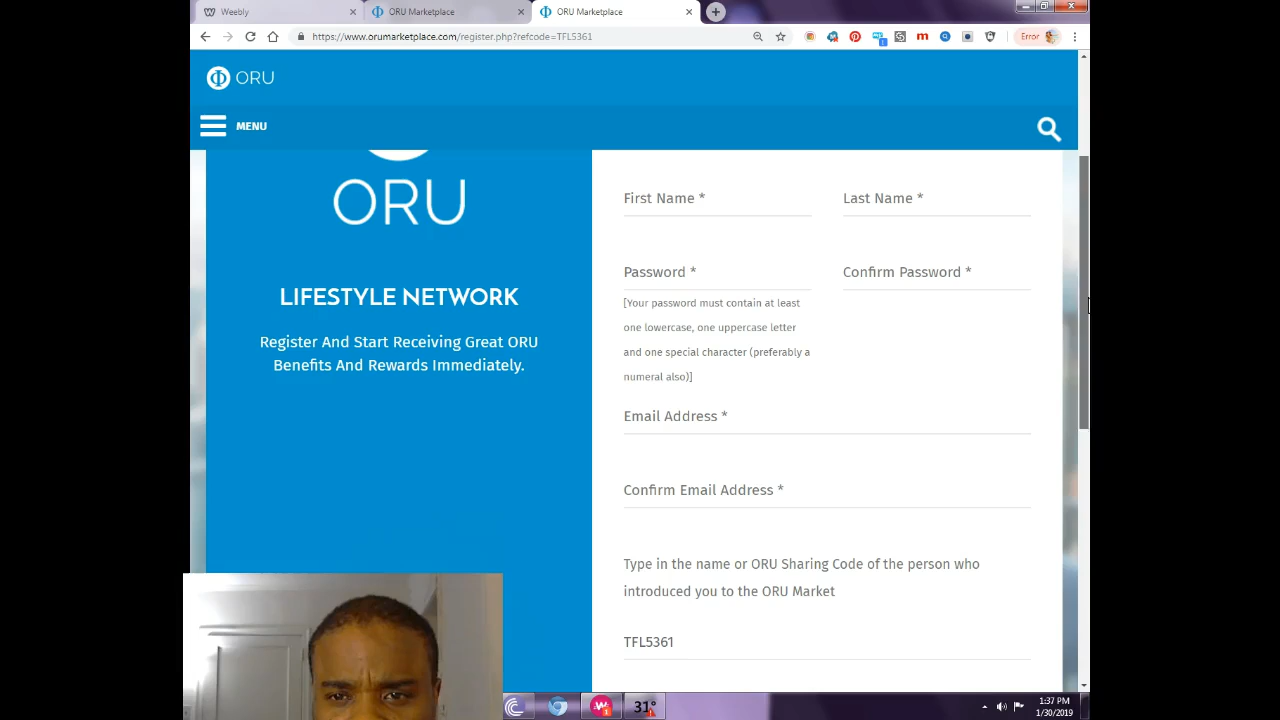 Weebly
ORU Marketplace
ORU Marketplace
https://www.orumarketplace.com/register.php?refcode=TFL5361
Error
ORU
MENU
ORU
LIFESTYLE NETWORK
Register And Start Receiving Great ORU
Benefits And Rewards Immediately.
First Name *
Last Name *
Password *
Confirm Password *
[Your password must contain at least
one lowercase, one uppercase letter
and one special character (preferably a
numeral also)]
Email Address *
Confirm Email Address *
Type in the name or ORU Sharing Code of the person who
introduced you to the ORU Market
TFL5361
31°
1:37 PM
1/30/2019